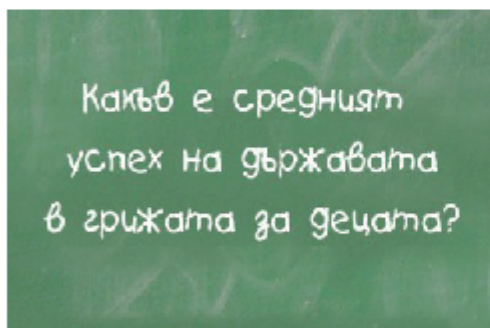 Какъв е средният
успех на държавата
в грижата за децата?